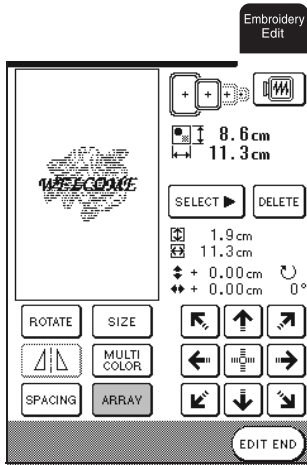 Embroidery
Edit
8.6cm
11.3cm
WELCOME
SELECT ▶
DELETE
1.9cm
11.3cm
+ 0.00cm
+ 0.00cm 0°
ROTATE
SIZE
MULTI
COLOR
SPACING
ARRAY
EDIT END